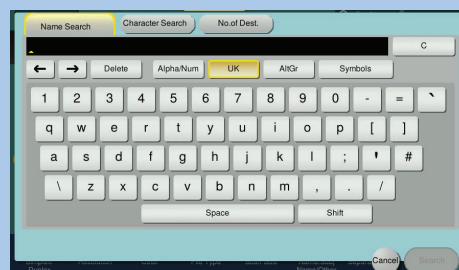 Name Search Character Search No.of Dest.
C
← → Delete Alpha/Num UK AltGr Symbols
1 2 3 4 5 6 7 8 9 0 - = `
q w e r t y u i o p [ ]
a s d f g h j k l ; ' #
\ z x c v b n m , . /
Space Shift
Cancel Search